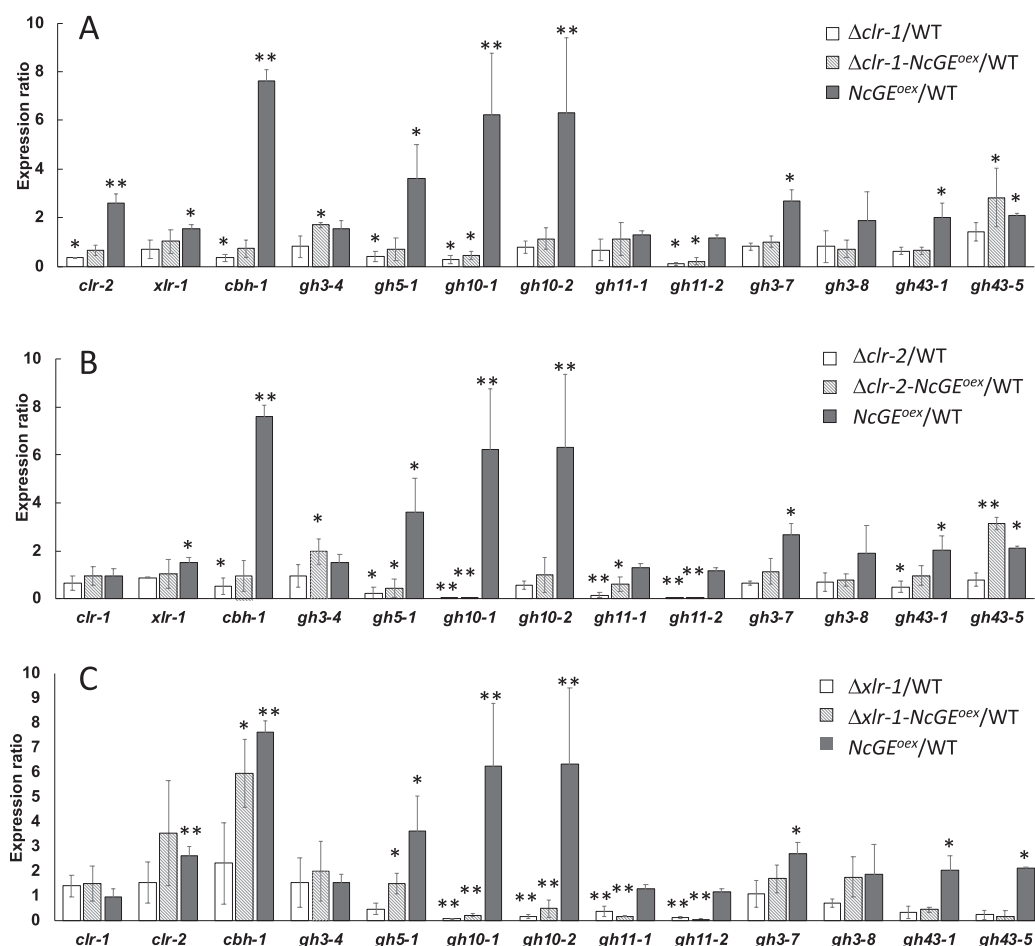 A
10
8
6
4
2
0
Expression ratio
Δclr-1/WT
Δclr-1-NcGEoex/WT
NcGEoex/WT
* ** * * ** * * * * * ** ** * * * * * *
clr-2 xlr-1 cbh-1 gh3-4 gh5-1 gh10-1 gh10-2 gh11-1 gh11-2 gh3-7 gh3-8 gh43-1 gh43-5
B
10
8
6
4
2
0
Expression ratio
Δclr-2/WT
Δclr-2-NcGEoex/WT
NcGEoex/WT
* * ** * * * * ** ** ** ** ** * ** ** * * * ** *
clr-1 xlr-1 cbh-1 gh3-4 gh5-1 gh10-1 gh10-2 gh11-1 gh11-2 gh3-7 gh3-8 gh43-1 gh43-5
C
10
9
8
7
6
5
4
3
2
1
0
Expression ratio
Δxlr-1/WT
Δxlr-1-NcGEoex/WT
NcGEoex/WT
** * ** * * ** ** ** ** ** ** ** ** ** ** * * *
clr-1 clr-2 cbh-1 gh3-4 gh5-1 gh10-1 gh10-2 gh11-1 gh11-2 gh3-7 gh3-8 gh43-1 gh43-5